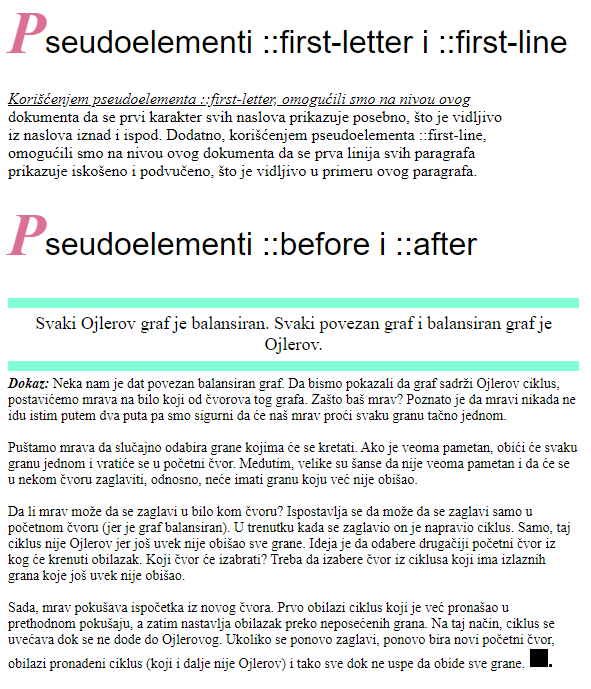 Pseudoelementi ::first-letter i ::first-line
Korišćenjem pseudoelementa ::first-letter, omogućili smo na nivou ovog
dokumenta da se prvi karakter svih naslova prikazuje posebno, što je vidljivo
iz naslova iznad i ispod. Dodatno, korišćenjem pseudoelementa ::first-line,
omogućili smo na nivou ovog dokumenta da se prva linija svih paragrafa
prikazuje iskošeno i podvučeno, što je vidljivo u primeru ovog paragrafa.
Pseudoelementi ::before i ::after
Svaki Ojlerov graf je balansiran. Svaki povezan graf i balansiran graf je
Ojlerov.
Dokaz: Neka nam je dat povezan balansiran graf. Da bismo pokazali da graf sadrži Ojlerov ciklus,
postavićemo mrava na bilo koji od čvorova tog grafa. Zašto baš mrav? Poznato je da mravi nikada ne
idu istim putem dva puta pa smo sigurni da će naš mrav proći svaku granu tačno jednom.
Puštamo mrava da slučajno odabira grane kojima će se kretati. Ako je veoma pametan, obići će svaku
granu jednom i vratiće se u početni čvor. Medutim, velike su šanse da nije veoma pametan i da će se
u nekom čvoru zaglaviti, odnosno, neće imati granu koju već nije obišao.
Da li mrav može da se zaglavi u bilo kom čvoru? Ispostavlja se da može da se zaglavi samo u
početnom čvoru (jer je graf balansiran). U trenutku kada se zaglavio on je napravio ciklus. Samo, taj
ciklus nije Ojlerov jer još uvek nije obišao sve grane. Ideja je da odabere drugačiji početni čvor iz
kog će krenuti obilazak. Koji čvor će izabrati? Treba da izabere čvor iz ciklusa koji ima izlaznih
grana koje još uvek nije obišao.
Sada, mrav pokušava ispočetka iz novog čvora. Prvo obilazi ciklus koji je već pronašao u
prethodnom pokušaju, a zatim nastavlja obilazak preko neposećenih grana. Na taj način, ciklus se
uvećava dok se ne dode do Ojlerovog. Ukoliko se ponovo zaglavi, ponovo bira novi početni čvor,
obilazi pronadeni ciklus (koji i dalje nije Ojlerov) i tako sve dok ne uspe da obide sve grane. ■.